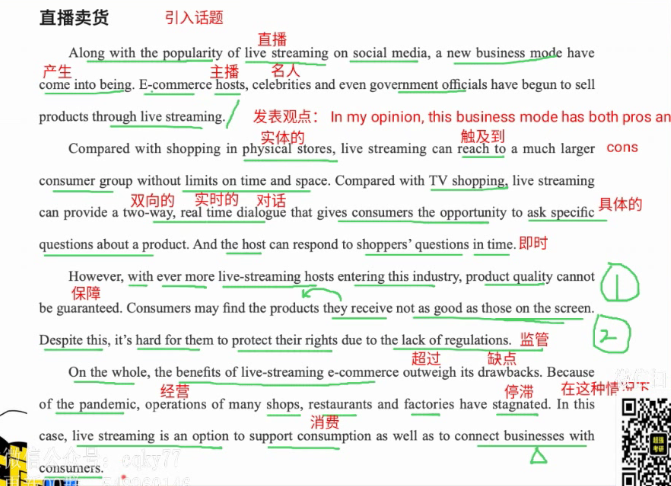 直播卖货 引入话题
直播
Along with the popularity of live streaming on social media, a new business mode have
产生 主播 名人
come into being. E-commerce hosts, celebrities and even government officials have begun to sell
products through live streaming. 发表观点： In my opinion, this business mode has both pros an
实体的 触及到
Compared with shopping in physical stores, live streaming can reach to a much larger cons
consumer group without limits on time and space. Compared with TV shopping, live streaming
双向的 实时的 对话 具体的
can provide a two-way, real time dialogue that gives consumers the opportunity to ask specific
questions about a product. And the host can respond to shoppers' questions in time. 即时
However, with ever more live-streaming hosts entering this industry, product quality cannot 1
保障
be guaranteed. Consumers may find the products they receive not as good as those on the screen.
Despite this, it's hard for them to protect their rights due to the lack of regulations. 监管 2
超过 缺点
On the whole, the benefits of live-streaming e-commerce outweigh its drawbacks. Because
经营 停滞 在这种情况下
of the pandemic, operations of many shops, restaurants and factories have stagnated. In this
消费
case, live streaming is an option to support consumption as well as to connect businesses with
微信公众号：
consumers.